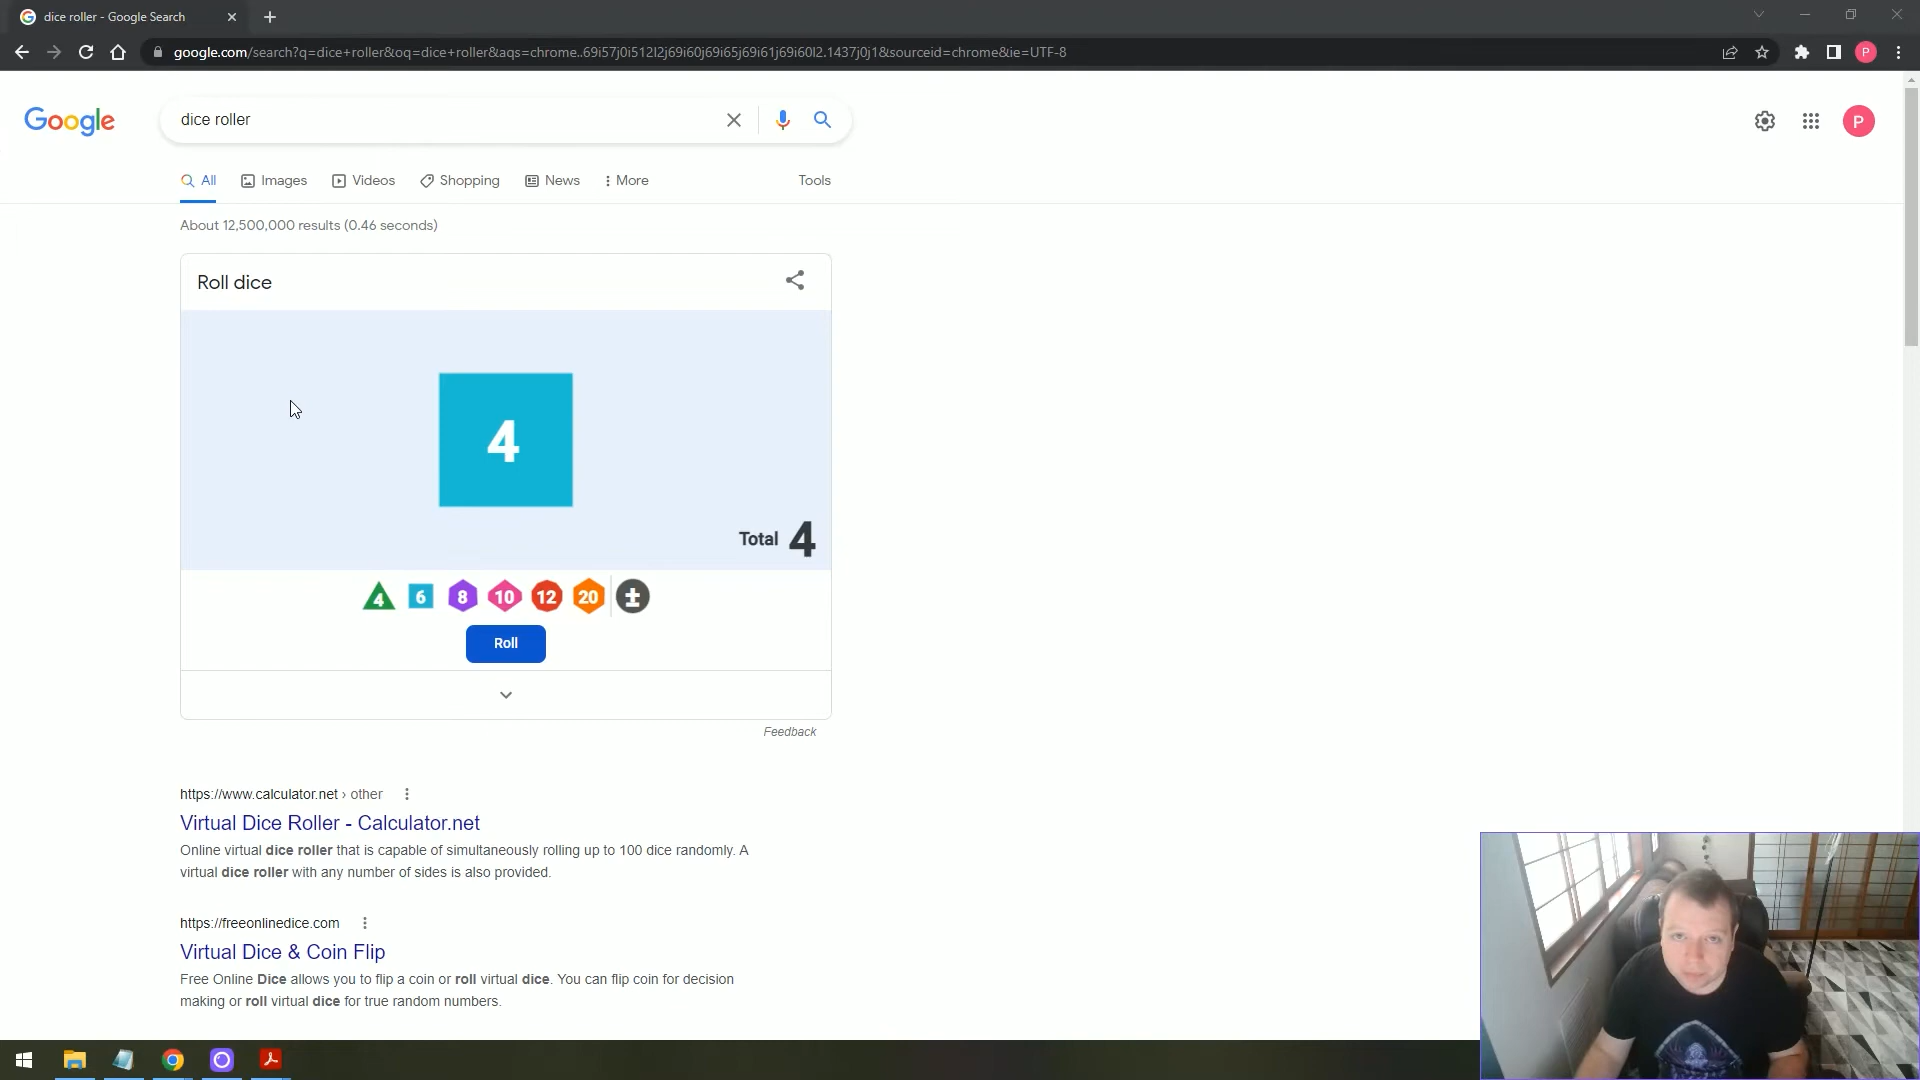 dice roller - Google Search
google.com/search?q=dice+roller&oq=dice+roller&aqs=chrome..69i57j0i512l2j69i60j69i65j69i61j69i60l2.1437j0j1&sourceid=chrome&ie=UTF-8
P
Google
dice roller
P
All
Images
Videos
Shopping
News
More
Tools
About 12,500,000 results (0.46 seconds)
Roll dice
4
Total 4
4 6 8 10 12 20 ±
Roll
Feedback
https://www.calculator.net › other
Virtual Dice Roller - Calculator.net
Online virtual dice roller that is capable of simultaneously rolling up to 100 dice randomly. A
virtual dice roller with any number of sides is also provided.
https://freeonlinedice.com
Virtual Dice & Coin Flip
Free Online Dice allows you to flip a coin or roll virtual dice. You can flip coin for decision
making or roll virtual dice for true random numbers.